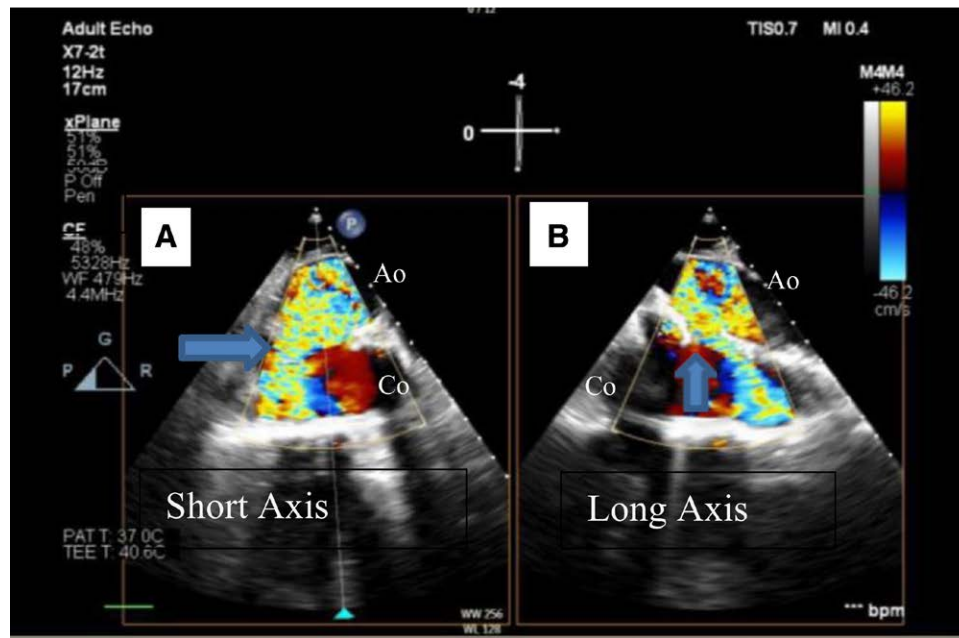 Adult Echo
TIS0.7 MI 0.4
X7-2t
12Hz
17cm
M4M4
+46.2
-4
0
xPlane
51%
51%
50dB
P Off
Pen
CF
48%
5328Hz
WF 479Hz
4.4MHz
-46.2
cm/s
A
P
Ao
B
Ao
G
P R
Co
Co
Short Axis
Long Axis
PAT T: 37.0C
TEE T: 40.6C
WW 256
WL 128
*** bpm